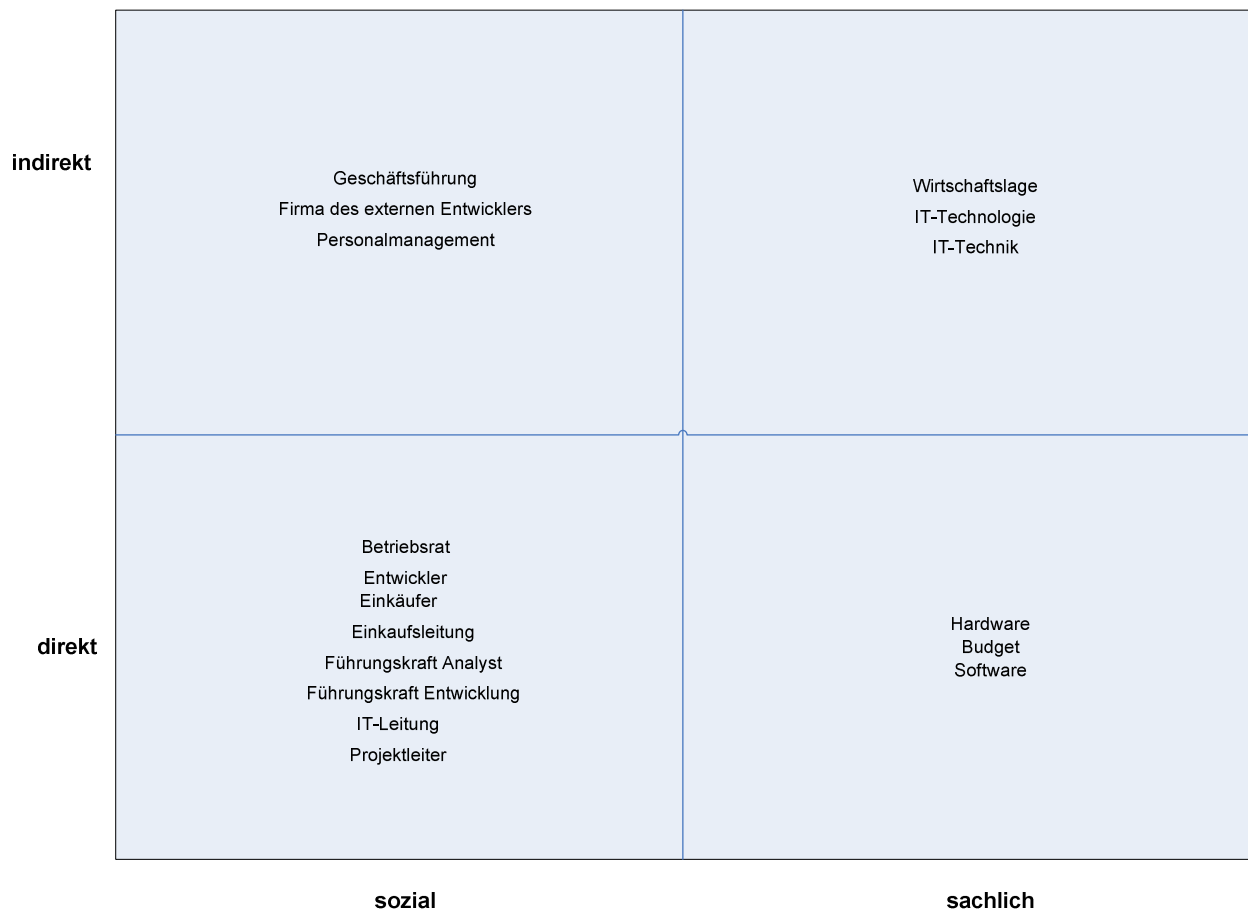 indirekt
Geschäftsführung
Firma des externen Entwicklers
Personalmanagement
Wirtschaftslage
IT-Technologie
IT-Technik
direkt
Betriebsrat
Entwickler
Einkäufer
Einkaufsleitung
Führungskraft Analyst
Führungskraft Entwicklung
IT-Leitung
Projektleiter
Hardware
Budget
Software
sozial
sachlich